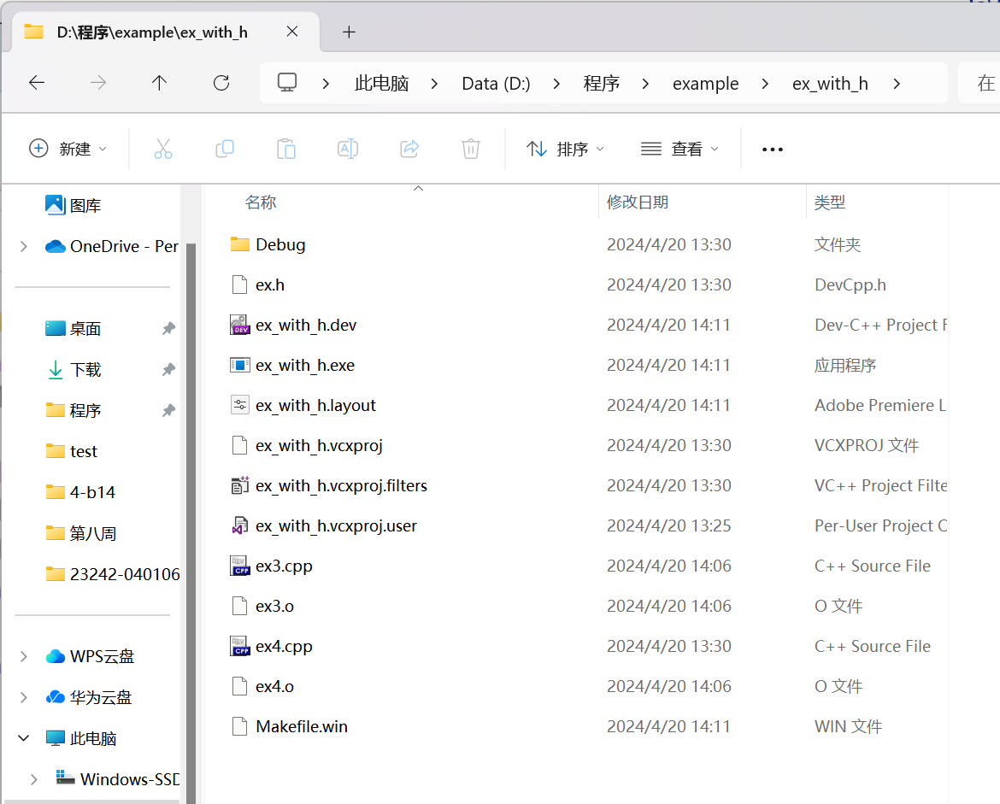 D:\程序\example\ex_with_h
此电脑 Data (D:) 程序 example ex_with_h 在
新建 排序 查看
名称 修改日期 类型
图库
OneDrive - Per
桌面
下载
程序
test
4-b14
第八周
23242-040106
WPS云盘
华为云盘
此电脑
Windows-SSD
Debug 2024/4/20 13:30 文件夹
ex.h 2024/4/20 13:30 DevCpp.h
ex_with_h.dev 2024/4/20 14:11 Dev-C++ Project F
ex_with_h.exe 2024/4/20 14:11 应用程序
ex_with_h.layout 2024/4/20 14:11 Adobe Premiere L
ex_with_h.vcxproj 2024/4/20 13:30 VCXPROJ 文件
ex_with_h.vcxproj.filters 2024/4/20 13:30 VC++ Project Filte
ex_with_h.vcxproj.user 2024/4/20 13:25 Per-User Project C
ex3.cpp 2024/4/20 14:06 C++ Source File
ex3.o 2024/4/20 14:06 O 文件
ex4.cpp 2024/4/20 13:30 C++ Source File
ex4.o 2024/4/20 14:06 O 文件
Makefile.win 2024/4/20 14:11 WIN 文件